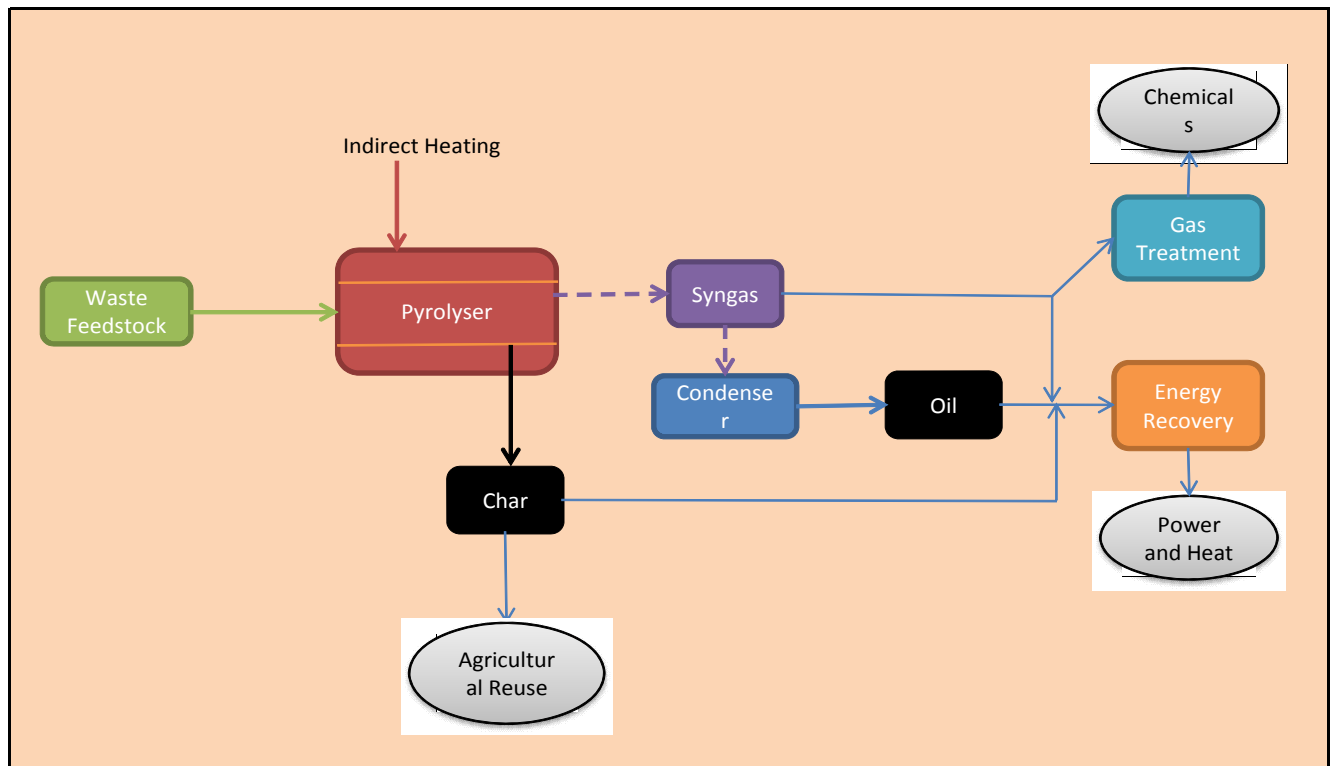 Chemical
s
Indirect Heating
Gas
Treatment
Waste
Feedstock
Pyrolyser
Syngas
Condense
r
Oil
Energy
Recovery
Char
Power
and Heat
Agricultur
al Reuse